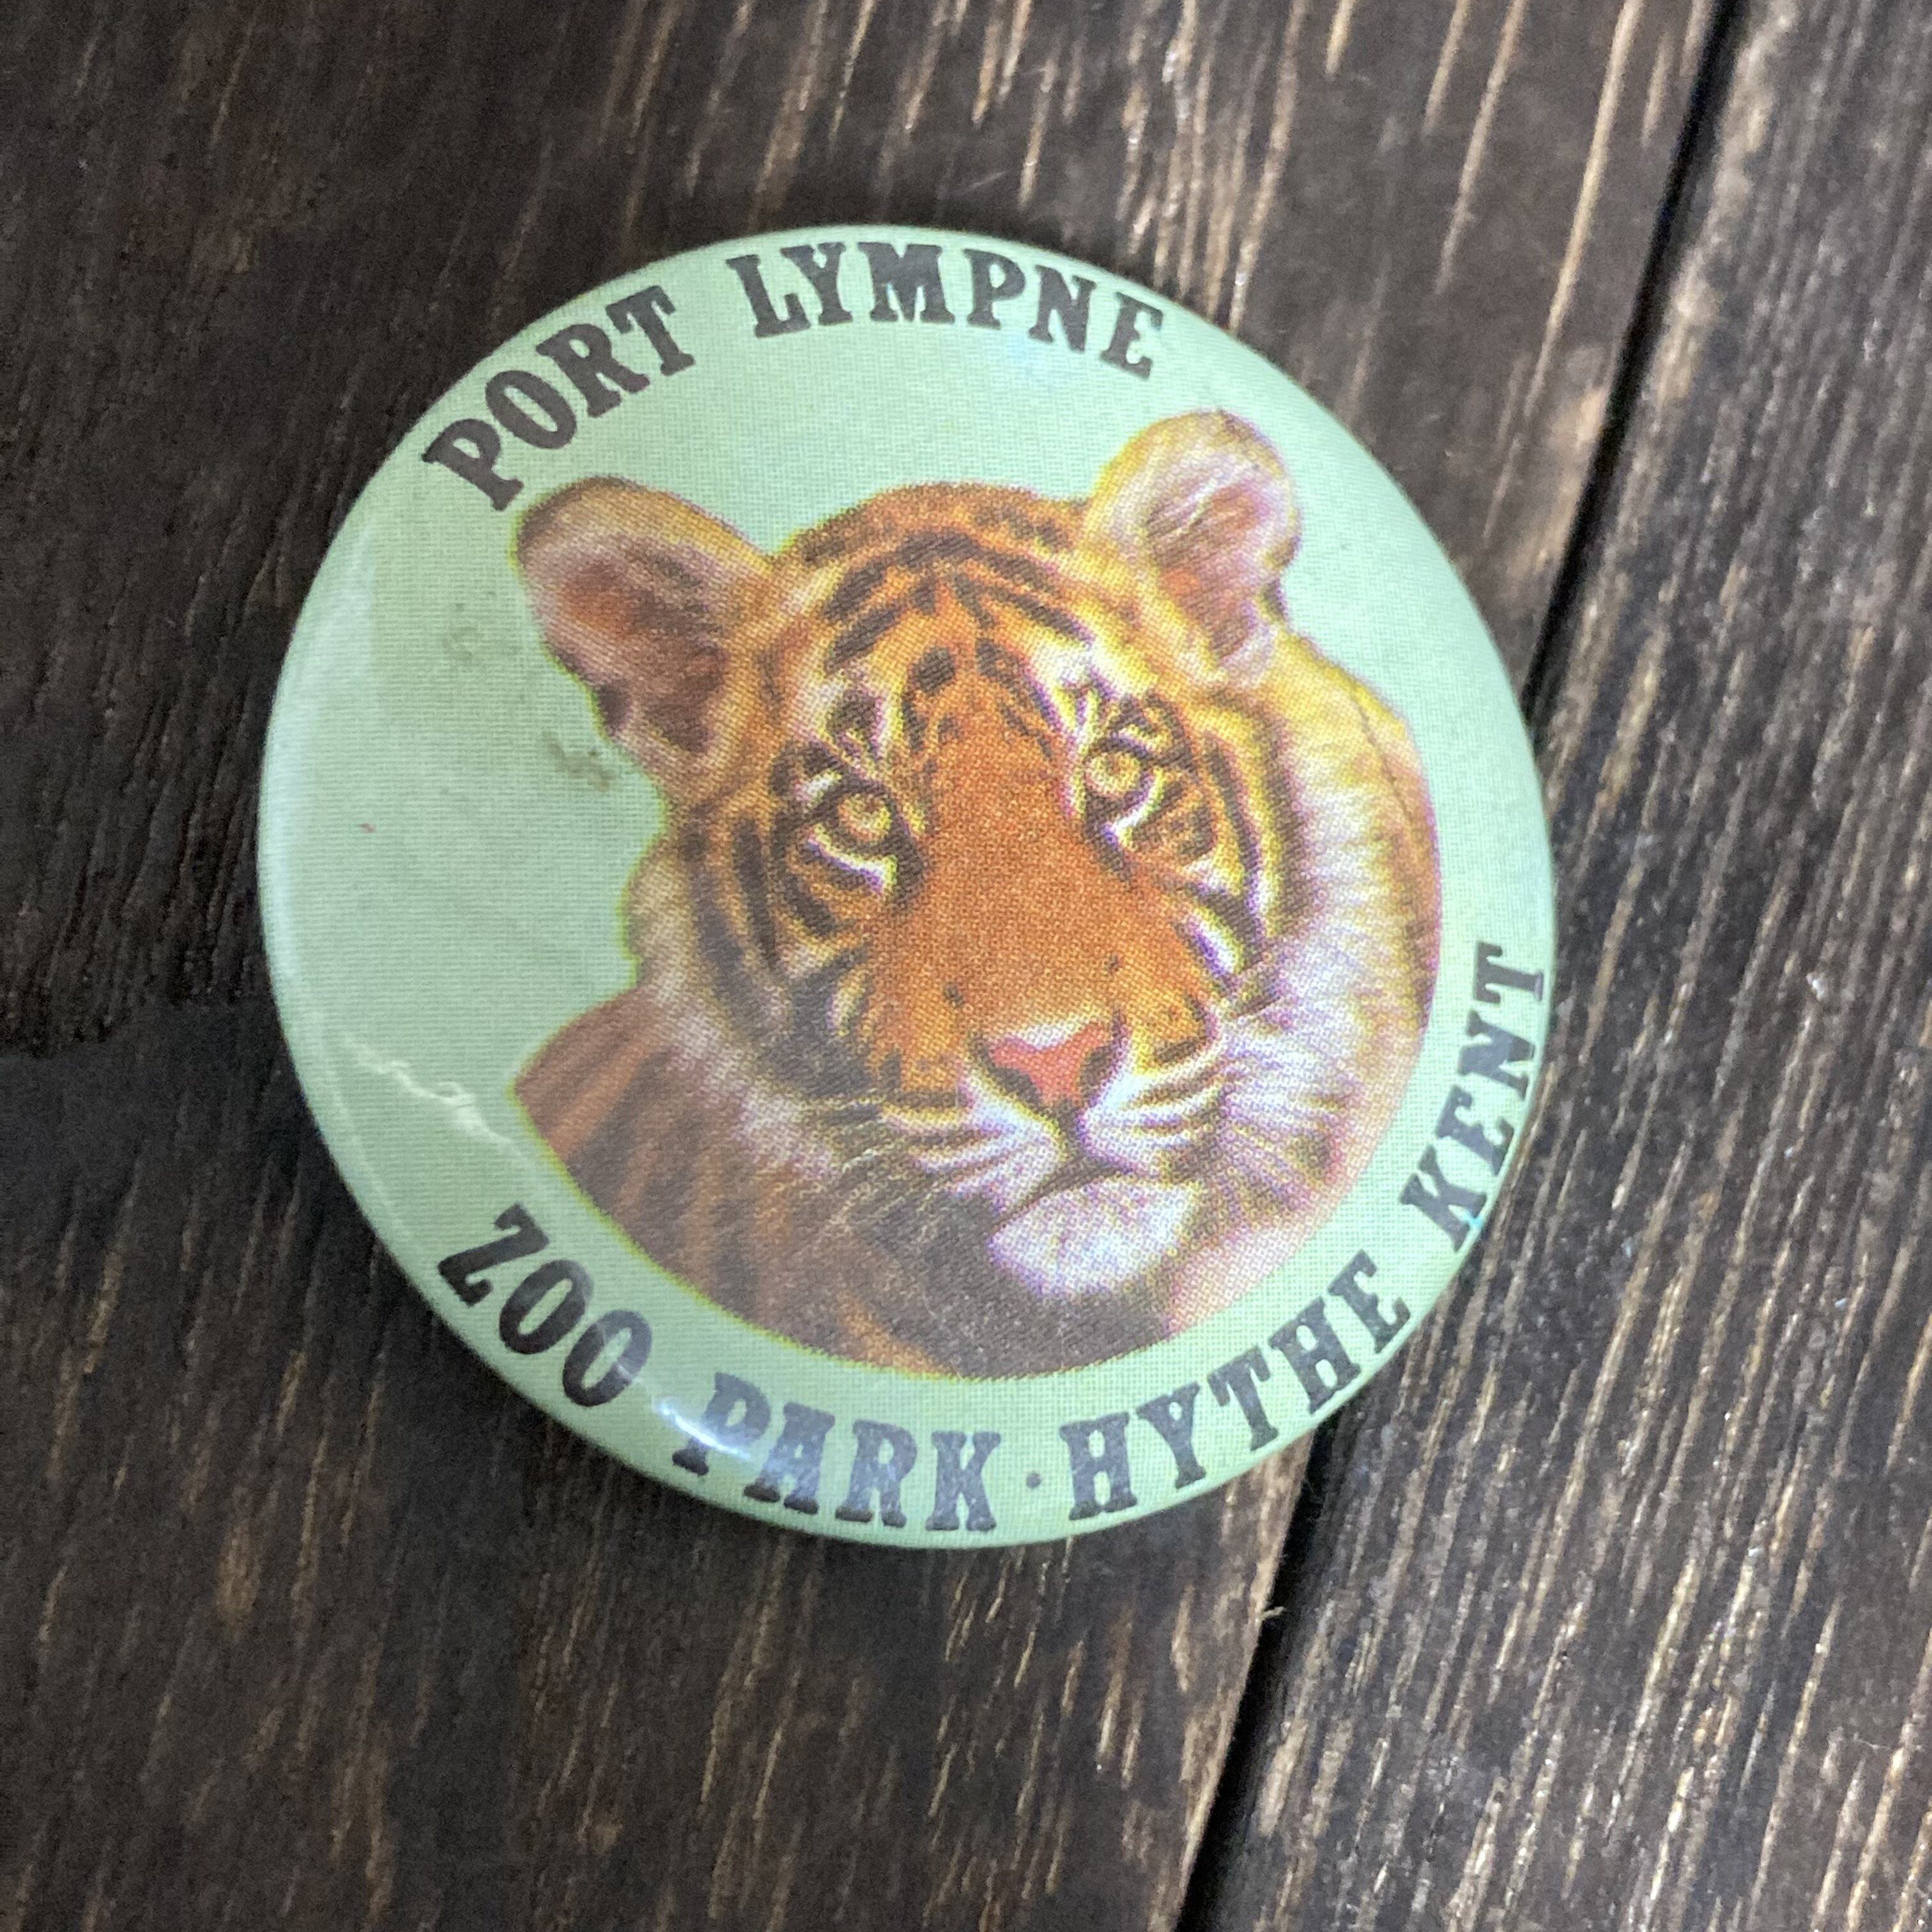 PORT LYMPNE
ZOO PARK · HYTHE KENT